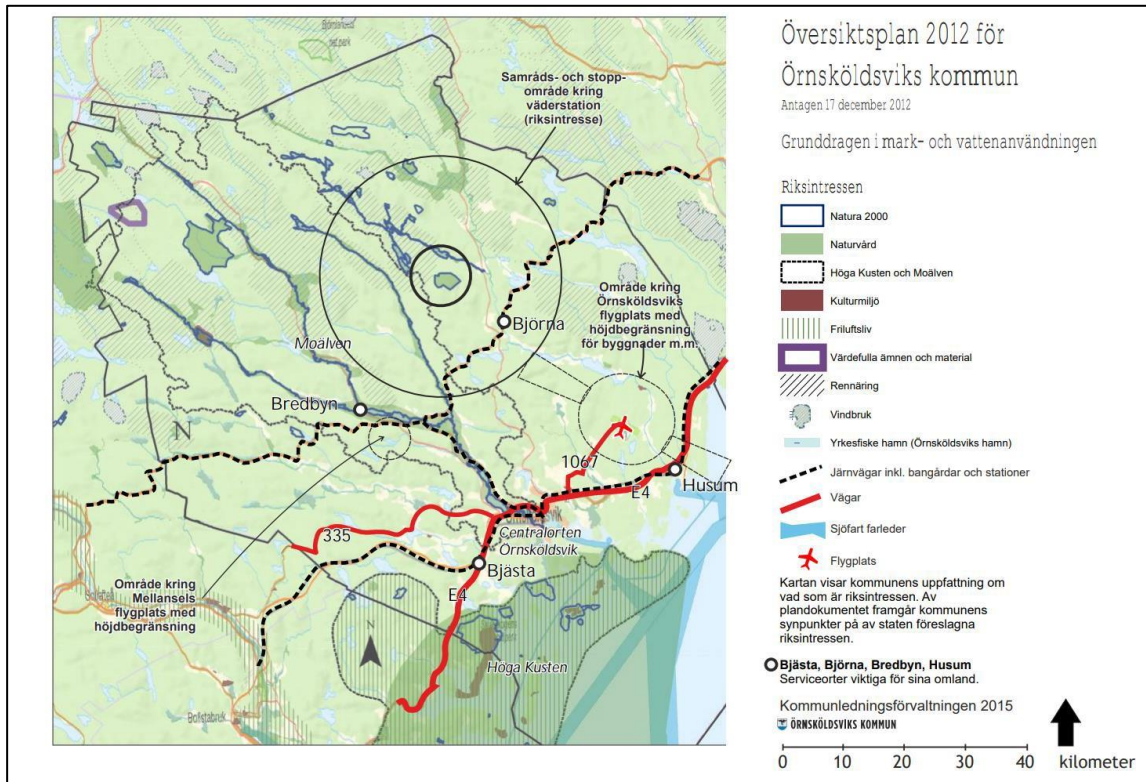 Samråds- och stopp-
område kring
väderstation
(riksintresse)
Område kring
Örnsköldsviks
flygplats med
höjdbegränsning
för byggnader m.m.
Björna
Moälven
Bredbyn
N
1067
E4
Husum
335
Centralorten
Örnsköldsvik
Bjästa
E4
Område kring
Mellansels
flygplats med
höjdbegränsning
N
Höga Kusten
Översiktsplan 2012 för
Örnsköldsviks kommun
Antagen 17 december 2012
Grunddragen i mark- och vattenanvändningen
Riksintressen
Natura 2000
Naturvård
Höga Kusten och Moälven
Kulturmiljö
Friluftsliv
Värdefulla ämnen och material
Rennäring
Vindbruk
Yrkesfiske hamn (Örnsköldsviks hamn)
Järnvägar inkl. bangårdar och stationer
Vägar
Sjöfart farleder
Flygplats
Kartan visar kommunens uppfattning om
vad som är riksintressen. Av
plandokumentet framgår kommunens
synpunkter på av staten föreslagna
riksintressen.
Bjästa, Björna, Bredbyn, Husum
Serviceorter viktiga för sina omland.
Kommunledningsförvaltningen 2015
ÖRNSKÖLDSVIKS KOMMUN
0 10 20 30 40 kilometer